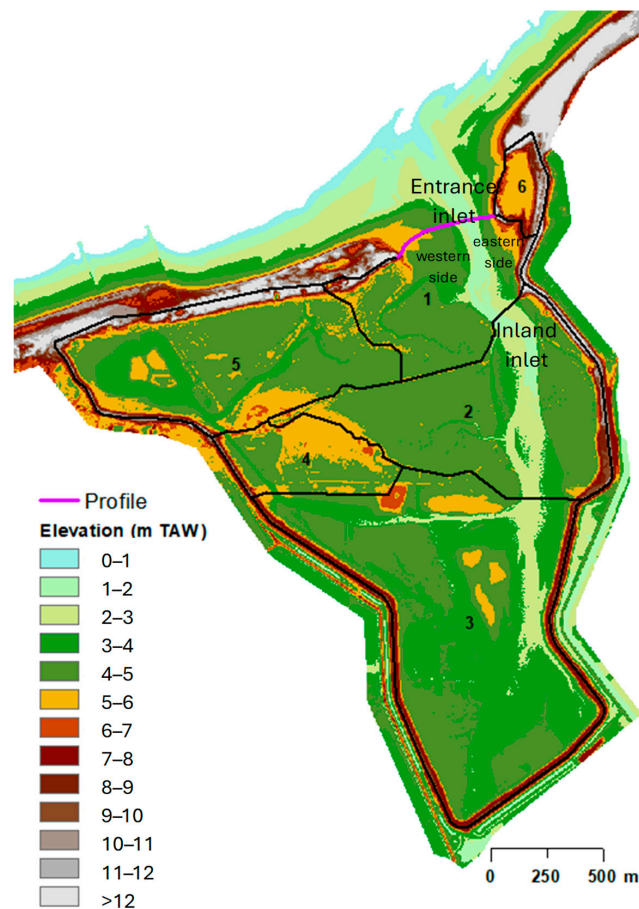 6
Entrance
inlet
western
side
eastern
side
1
Inland
inlet
5
2
4
3
Profile
Elevation (m TAW)
0–1
1–2
2–3
3–4
4–5
5–6
6–7
7–8
8–9
9–10
10–11
11–12
>12
0 250 500 m